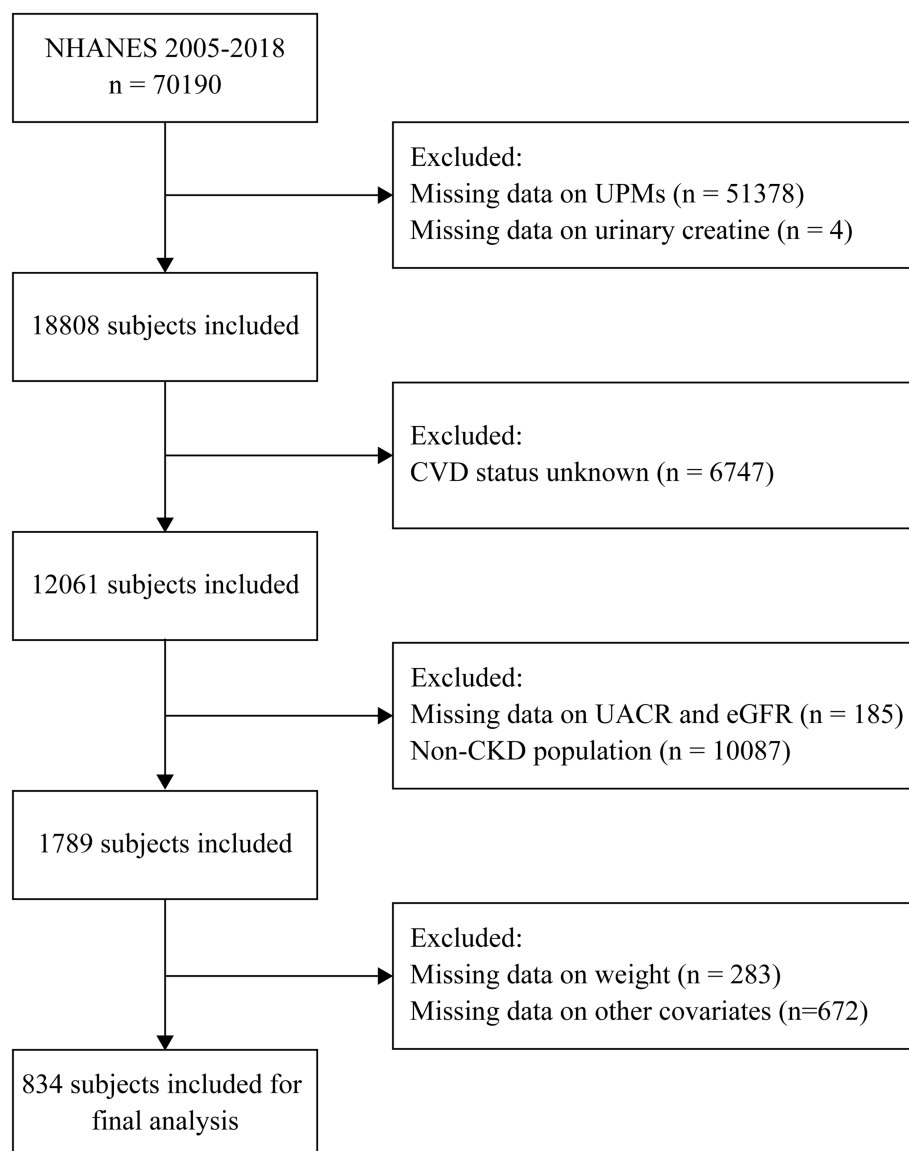 NHANES 2005-2018
n = 70190
Excluded:
Missing data on UPMs (n = 51378)
Missing data on urinary creatine (n = 4)
18808 subjects included
Excluded:
CVD status unknown (n = 6747)
12061 subjects included
Excluded:
Missing data on UACR and eGFR (n = 185)
Non-CKD population (n = 10087)
1789 subjects included
Excluded:
Missing data on weight (n = 283)
Missing data on other covariates (n=672)
834 subjects included for
final analysis